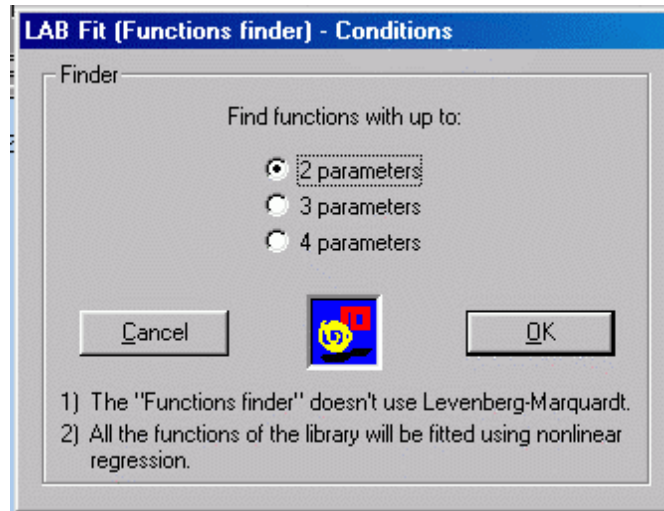 LAB Fit (Functions finder) - Conditions
Finder
Find functions with up to:
2 parameters
3 parameters
4 parameters
Cancel
OK
1) The "Functions finder" doesn't use Levenberg-Marquardt.
2) All the functions of the library will be fitted using nonlinear
regression.